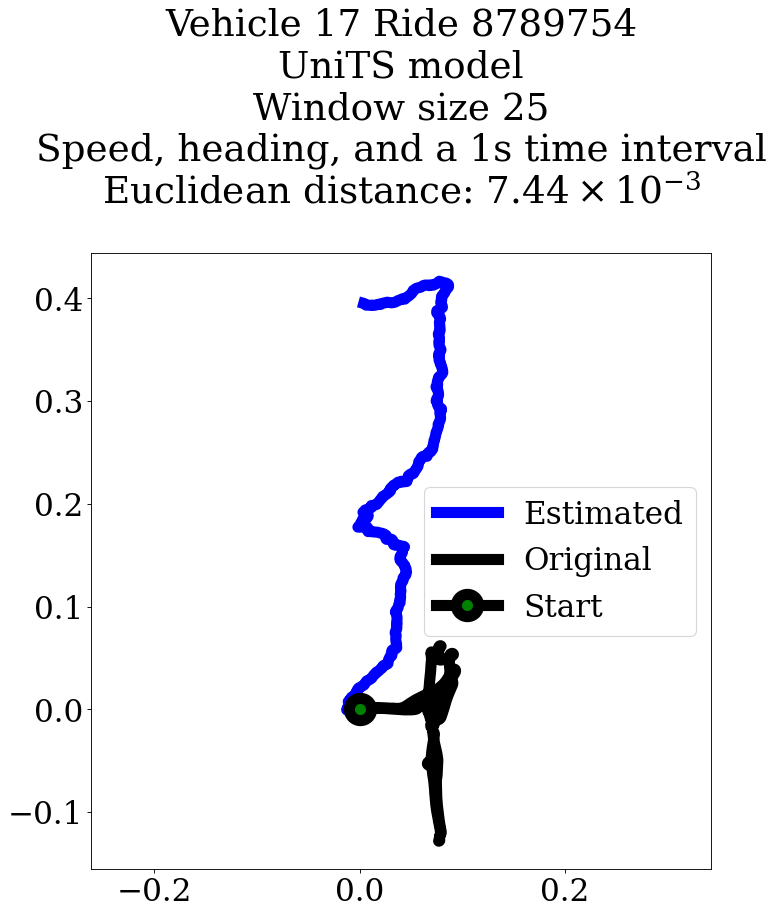 Vehicle 17 Ride 8789754
UniTS model
Window size 25
Speed, heading, and a 1s time interval
Euclidean distance: 7.44 × 10⁻³
0.4
0.3
0.2
0.1
0.0
−0.1
Estimated
Original
Start
−0.2
0.0
0.2